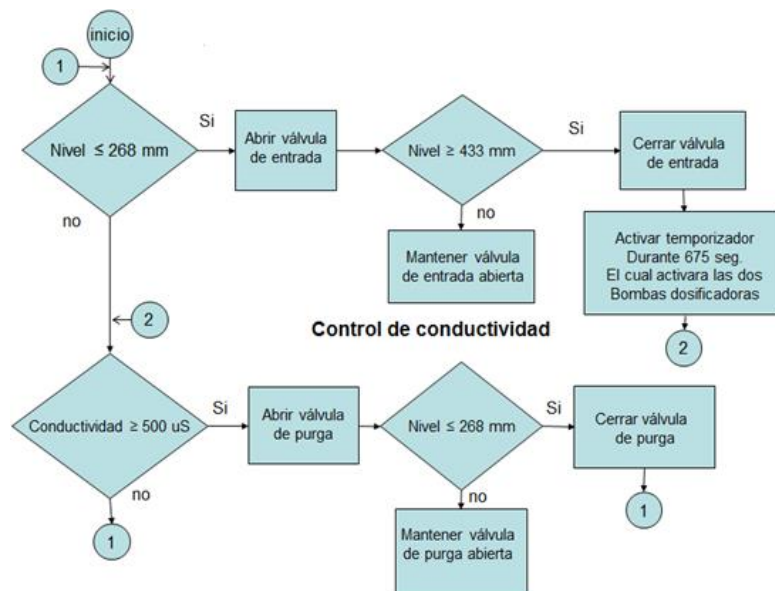 inicio
1
Nivel ≤ 268 mm
Si
Abrir válvula
de entrada
Nivel ≥ 433 mm
Si
Cerrar válvula
de entrada
no
no
Mantener válvula
de entrada abierta
Activar temporizador
Durante 675 seg.
El cual activara las dos
Bombas dosificadoras
2
Control de conductividad
2
Conductividad ≥ 500 uS
Si
Abrir válvula
de purga
Nivel ≤ 268 mm
Si
Cerrar válvula
de purga
no
no
1
Mantener válvula
de purga abierta
1